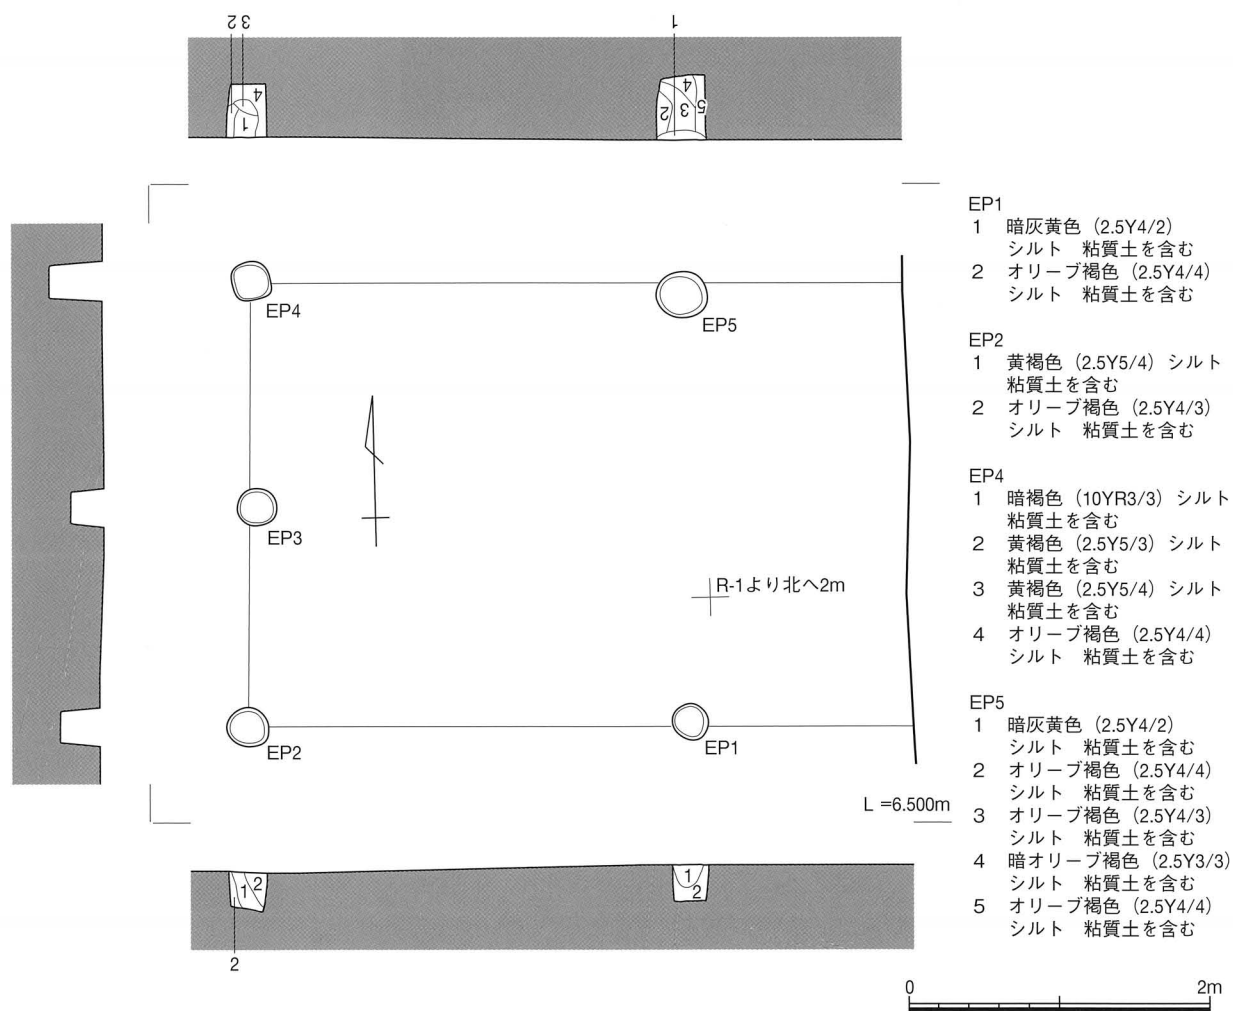 2 3
1
4
1
4
2
3
5
EP4
EP5
EP3
R-1より北へ2m
EP2
EP1
L =6.500m
1
2
2
1
2
EP1
1 暗灰黄色（2.5Y4/2）
シルト 粘質土を含む
2 オリーブ褐色（2.5Y4/4）
シルト 粘質土を含む
EP2
1 黄褐色（2.5Y5/4）シルト
粘質土を含む
2 オリーブ褐色（2.5Y4/3）
シルト 粘質土を含む
EP4
1 暗褐色（10YR3/3）シルト
粘質土を含む
2 黄褐色（2.5Y5/3）シルト
粘質土を含む
3 黄褐色（2.5Y5/4）シルト
粘質土を含む
4 オリーブ褐色（2.5Y4/4）
シルト 粘質土を含む
EP5
1 暗灰黄色（2.5Y4/2）
シルト 粘質土を含む
2 オリーブ褐色（2.5Y4/4）
シルト 粘質土を含む
3 オリーブ褐色（2.5Y4/3）
シルト 粘質土を含む
4 暗オリーブ褐色（2.5Y3/3）
シルト 粘質土を含む
5 オリーブ褐色（2.5Y4/4）
シルト 粘質土を含む
0 2m